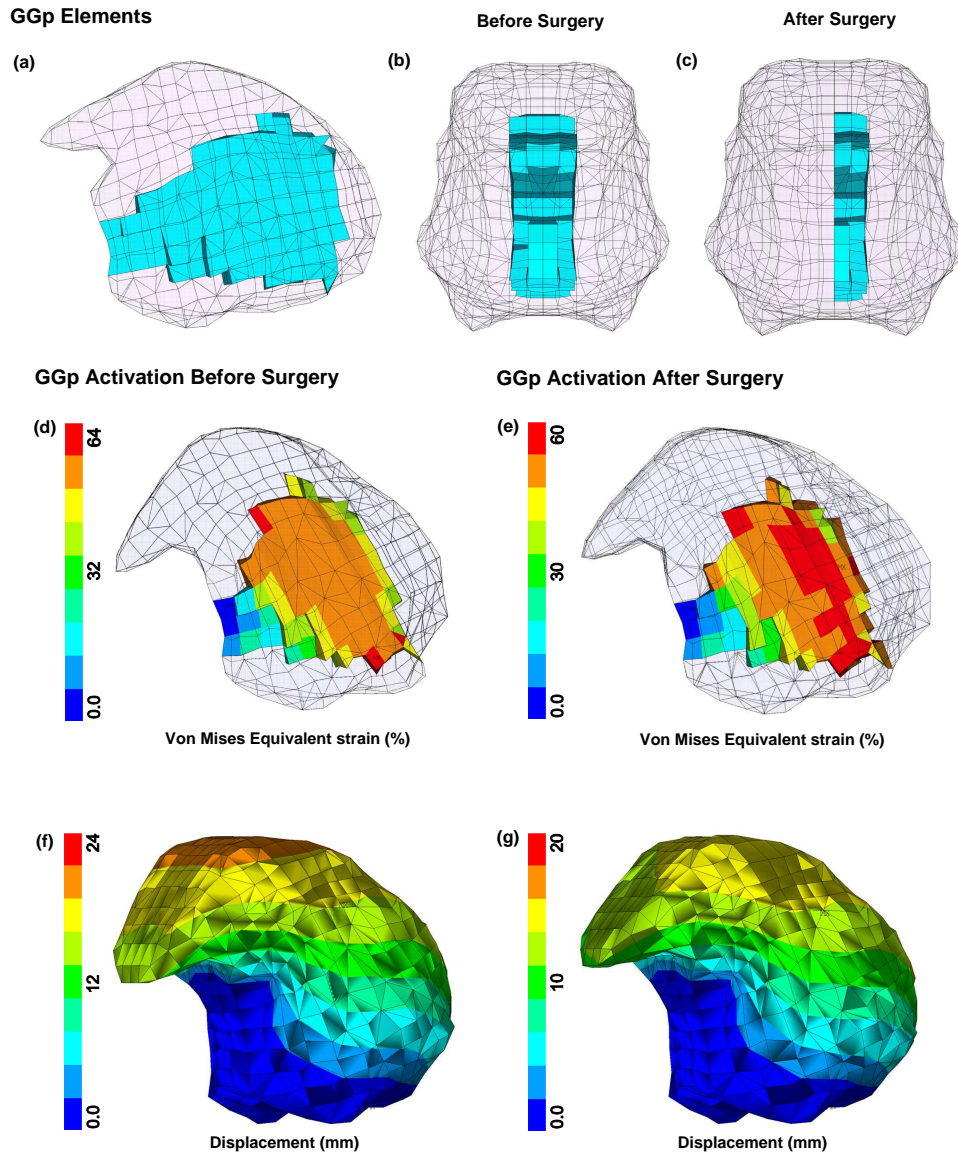 GGp Elements
Before Surgery
After Surgery
(a)
(b)
(c)
GGp Activation Before Surgery
GGp Activation After Surgery
(d)
64
32
0.0
(e)
60
30
0.0
Von Mises Equivalent strain (%)
Von Mises Equivalent strain (%)
(f)
24
12
0.0
(g)
20
10
0.0
Displacement (mm)
Displacement (mm)